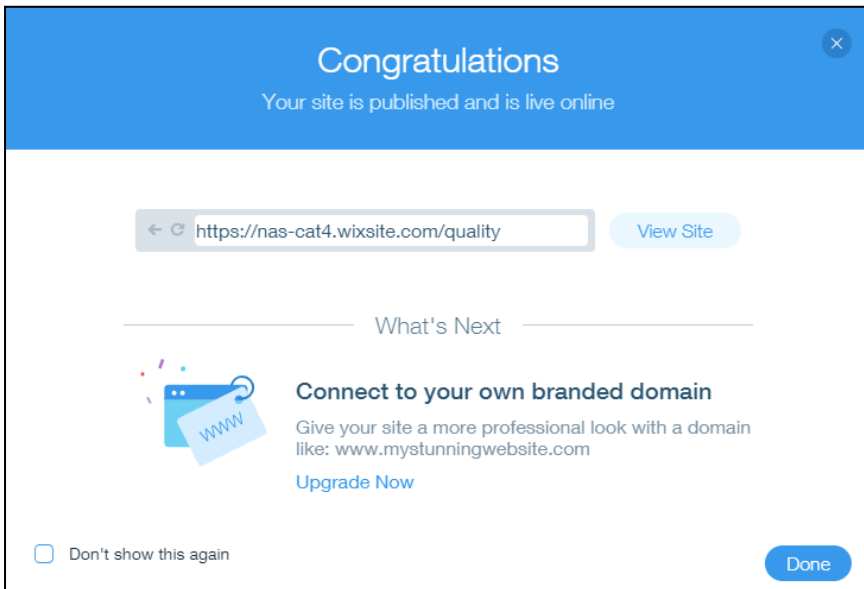 Congratulations
Your site is published and is live online
https://nas-cat4.wixsite.com/quality
View Site
What's Next
www
Connect to your own branded domain
Give your site a more professional look with a domain
like: www.mystunningwebsite.com
Upgrade Now
Don't show this again
Done